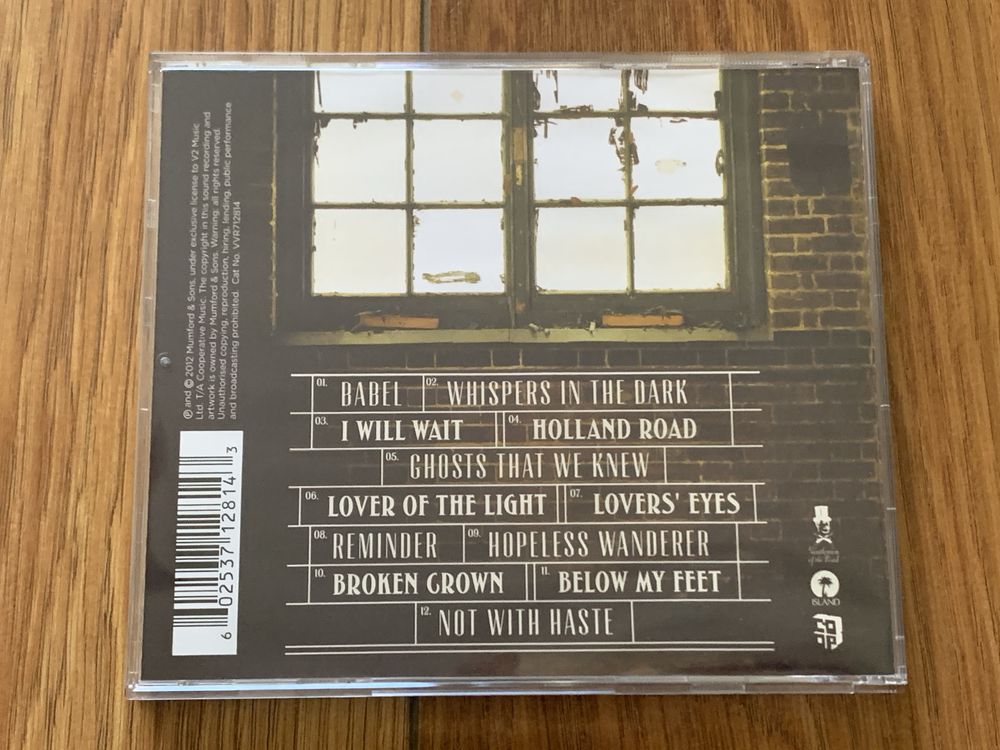 ℗ and © 2012 Mumford & Sons, under exclusive license to V2 Music
Ltd. T/A Cooperative Music. The copyright in this sound recording and
artwork is owned by Mumford & Sons. Warning: all rights reserved.
Unauthorised copying, reproduction, hiring, lending, public performance
and broadcasting prohibited. Cat No. VVR712814
6 02537 12814 3
01. BABEL 02. WHISPERS IN THE DARK
03. I WILL WAIT 04. HOLLAND ROAD
05. GHOSTS THAT WE KNEW
06. LOVER OF THE LIGHT 07. LOVERS' EYES
08. REMINDER 09. HOPELESS WANDERER
10. BROKEN CROWN 11. BELOW MY FEET
12. NOT WITH HASTE
Gentlemen
of the Road
ISLAND
CO
OP